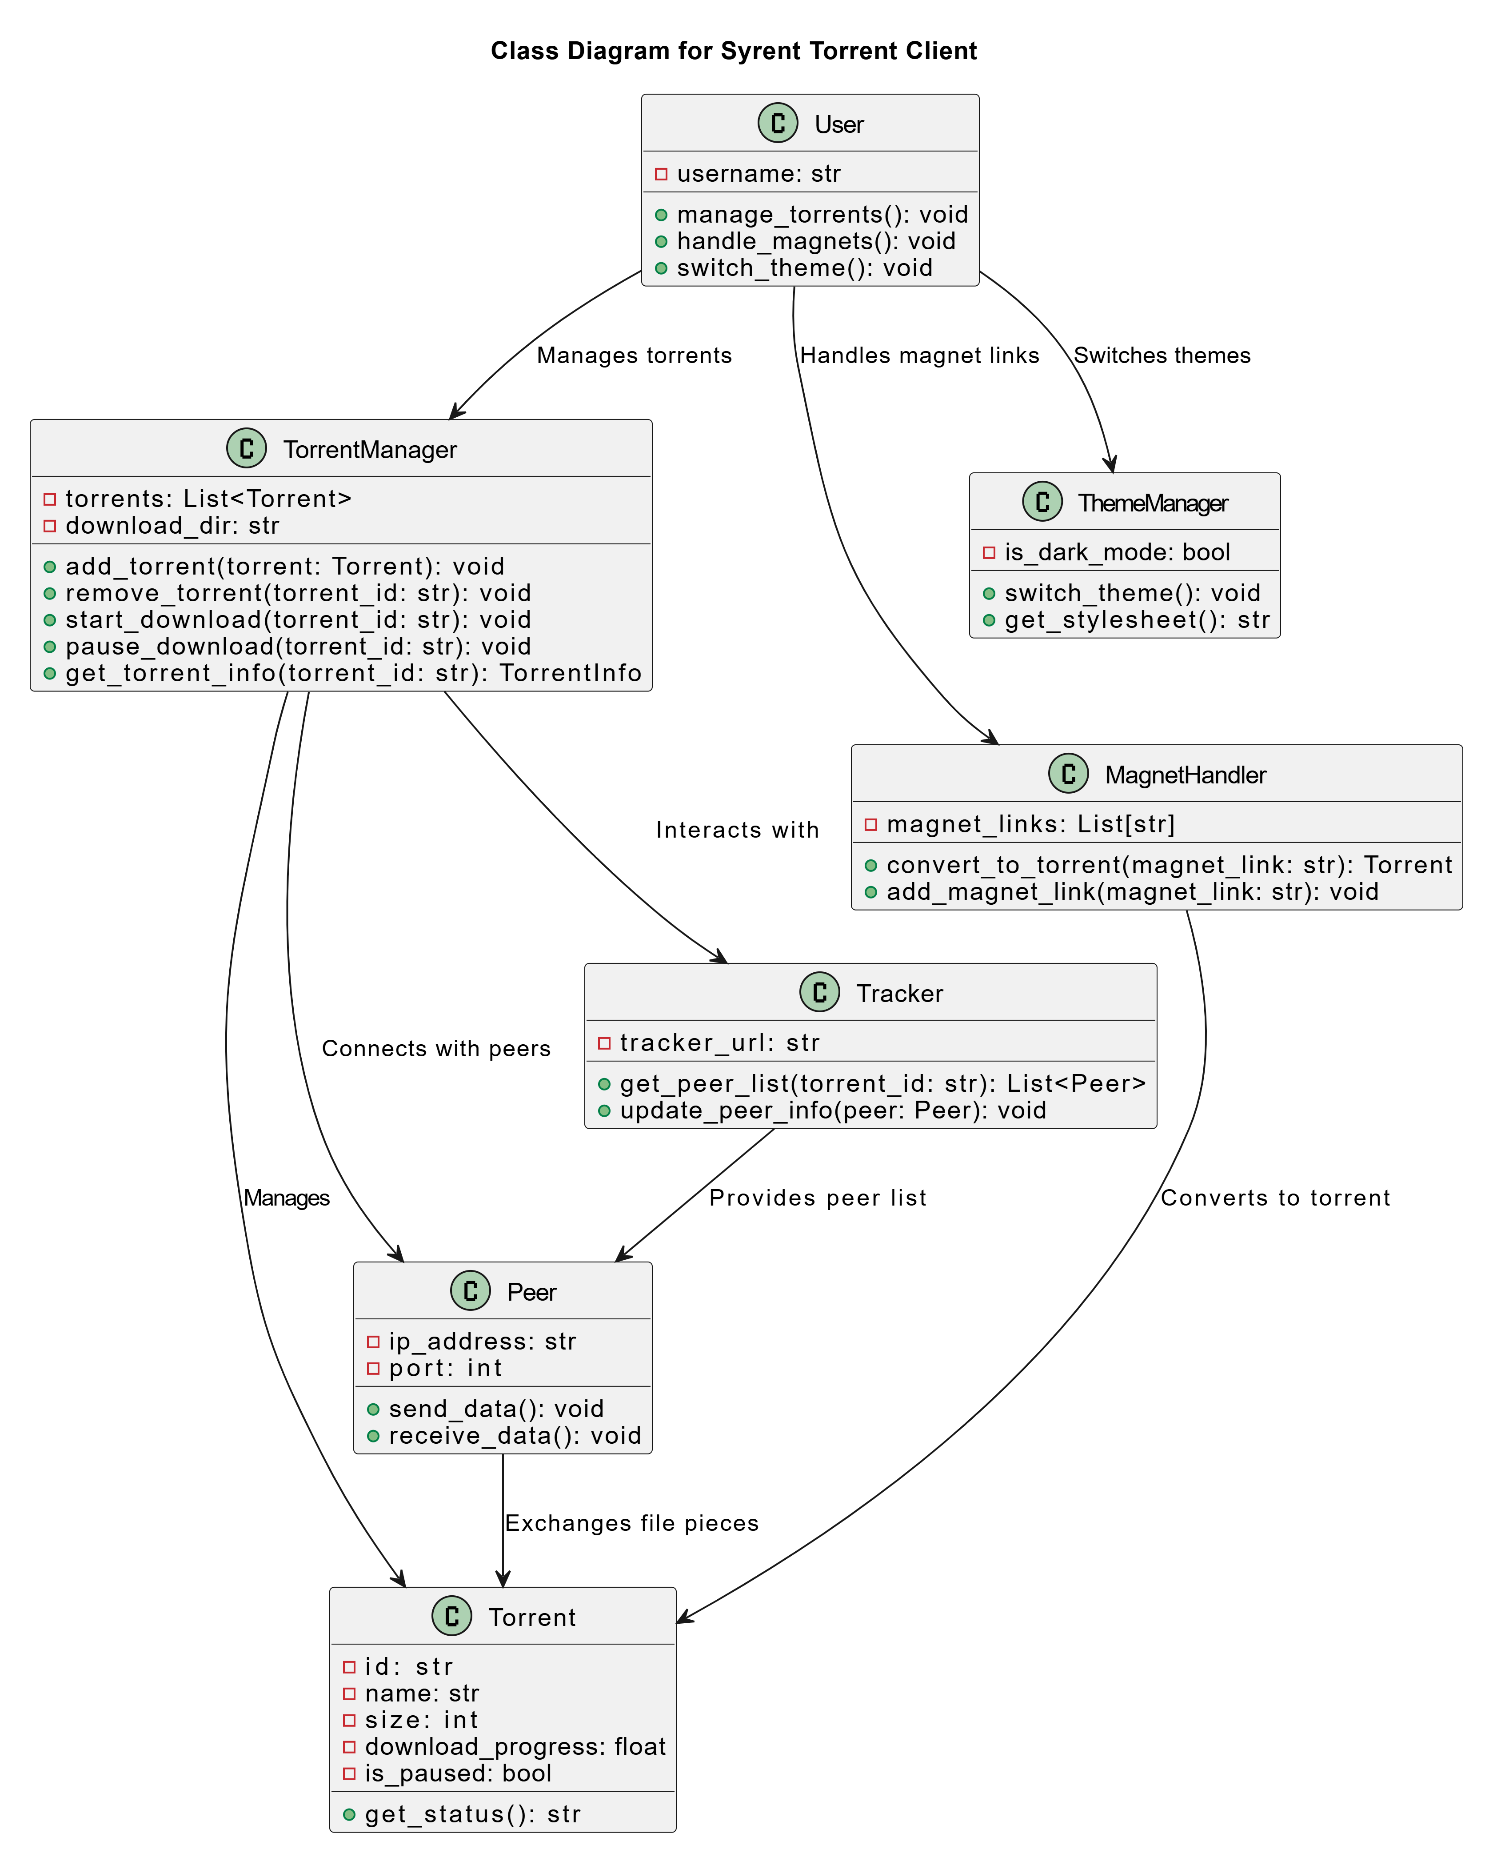 Class Diagram for Syrent Torrent Client
C User
username: str
manage_torrents(): void
handle_magnets(): void
switch_theme(): void
Manages torrents
Handles magnet links
Switches themes
C TorrentManager
torrents: List<Torrent>
download_dir: str
add_torrent(torrent: Torrent): void
remove_torrent(torrent_id: str): void
start_download(torrent_id: str): void
pause_download(torrent_id: str): void
get_torrent_info(torrent_id: str): TorrentInfo
C ThemeManager
is_dark_mode: bool
switch_theme(): void
get_stylesheet(): str
C MagnetHandler
magnet_links: List[str]
convert_to_torrent(magnet_link: str): Torrent
add_magnet_link(magnet_link: str): void
Interacts with
C Tracker
tracker_url: str
get_peer_list(torrent_id: str): List<Peer>
update_peer_info(peer: Peer): void
Connects with peers
Manages
Provides peer list
Converts to torrent
C Peer
ip_address: str
port: int
send_data(): void
receive_data(): void
Exchanges file pieces
C Torrent
id: str
name: str
size: int
download_progress: float
is_paused: bool
get_status(): str